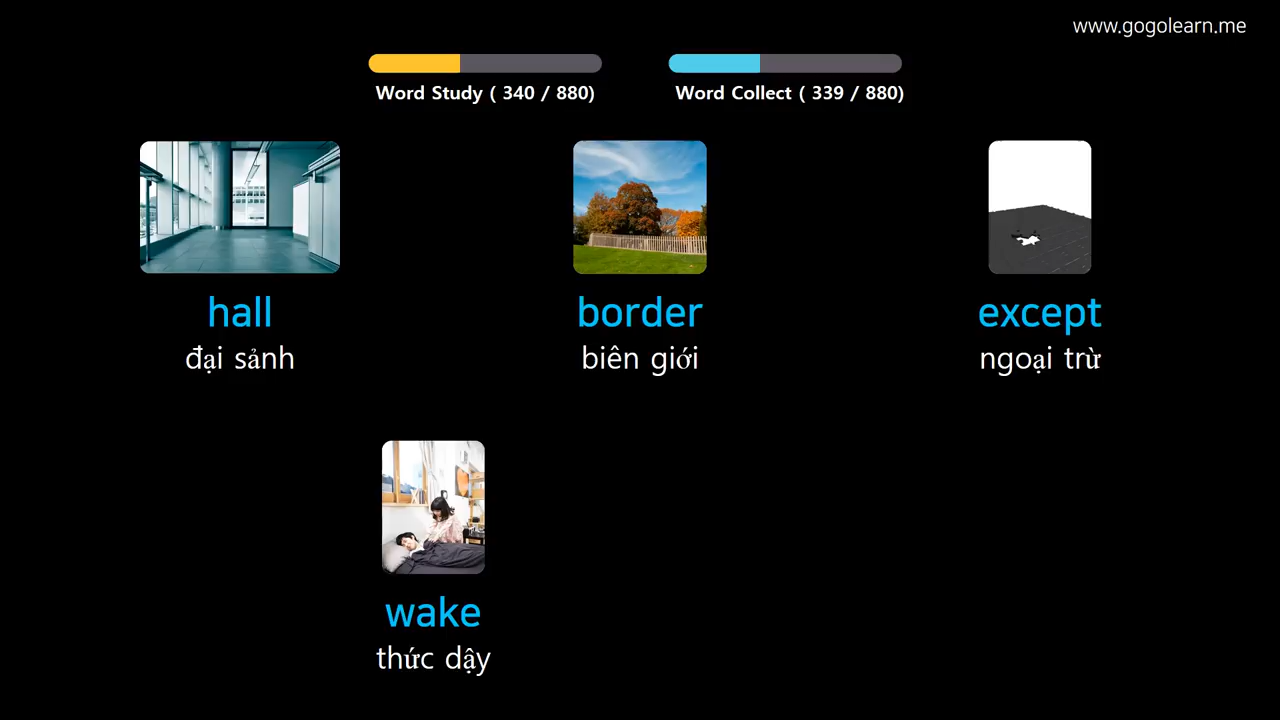 www.gogolearn.me
Word Study ( 340 / 880)
Word Collect ( 339 / 880)
hall
border
except
đại sảnh
biên giới
ngoại trừ
wake
thức dậy